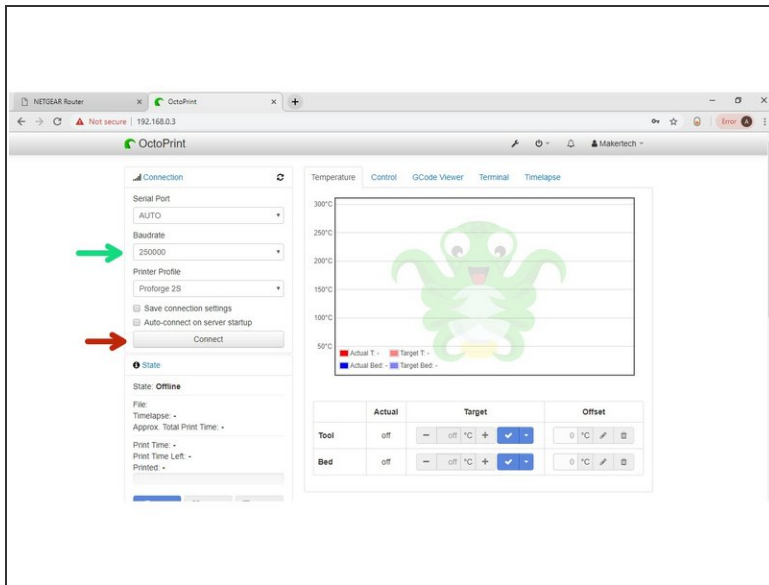 NETGEAR Router
OctoPrint
Not secure | 192.168.0.3
Error A
OctoPrint
Makertech
Connection
Serial Port
AUTO
Baudrate
250000
Printer Profile
Proforge 2S
Save connection settings
Auto-connect on server startup
Connect
State
State: Offline
File:
Timelapse: -
Approx. Total Print Time: -
Print Time: -
Print Time Left: -
Printed: -
Temperature Control GCode Viewer Terminal Timelapse
300°C
250°C
200°C
150°C
100°C
50°C
Actual T: - Target T: -
Actual Bed: - Target Bed: -
Actual Target Offset
Tool off off °C 0 °C
Bed off off °C 0 °C